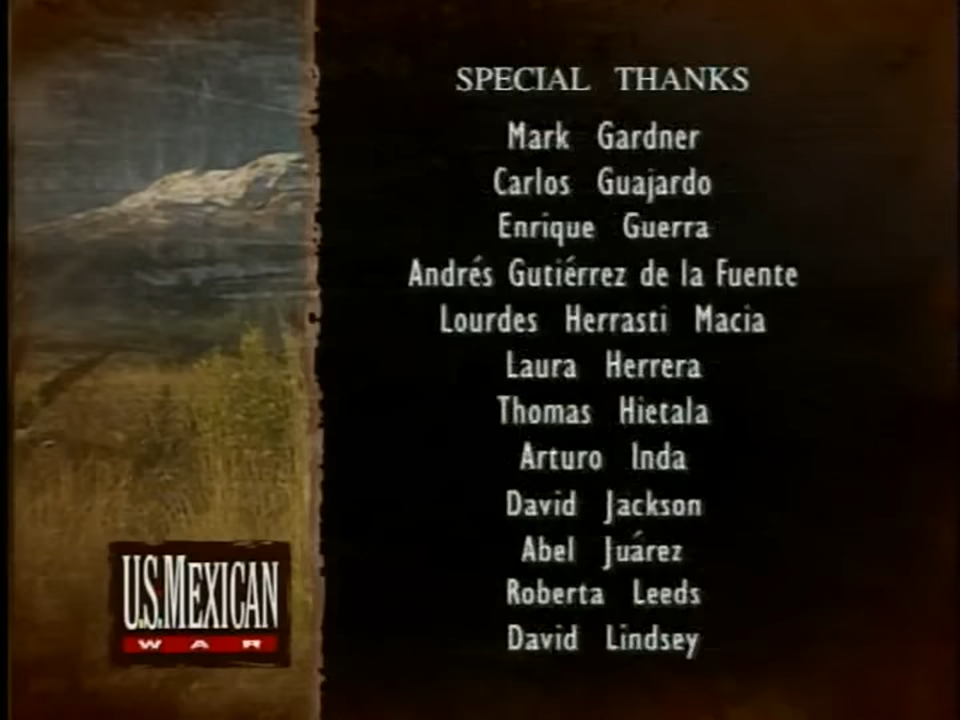 SPECIAL THANKS
Mark Gardner
Carlos Guajardo
Enrique Guerra
Andrés Gutiérrez de la Fuente
Lourdes Herrasti Macia
Laura Herrera
Thomas Hietala
Arturo Inda
David Jackson
Abel Juárez
Roberta Leeds
David Lindsey
U.S. MEXICAN
WAR